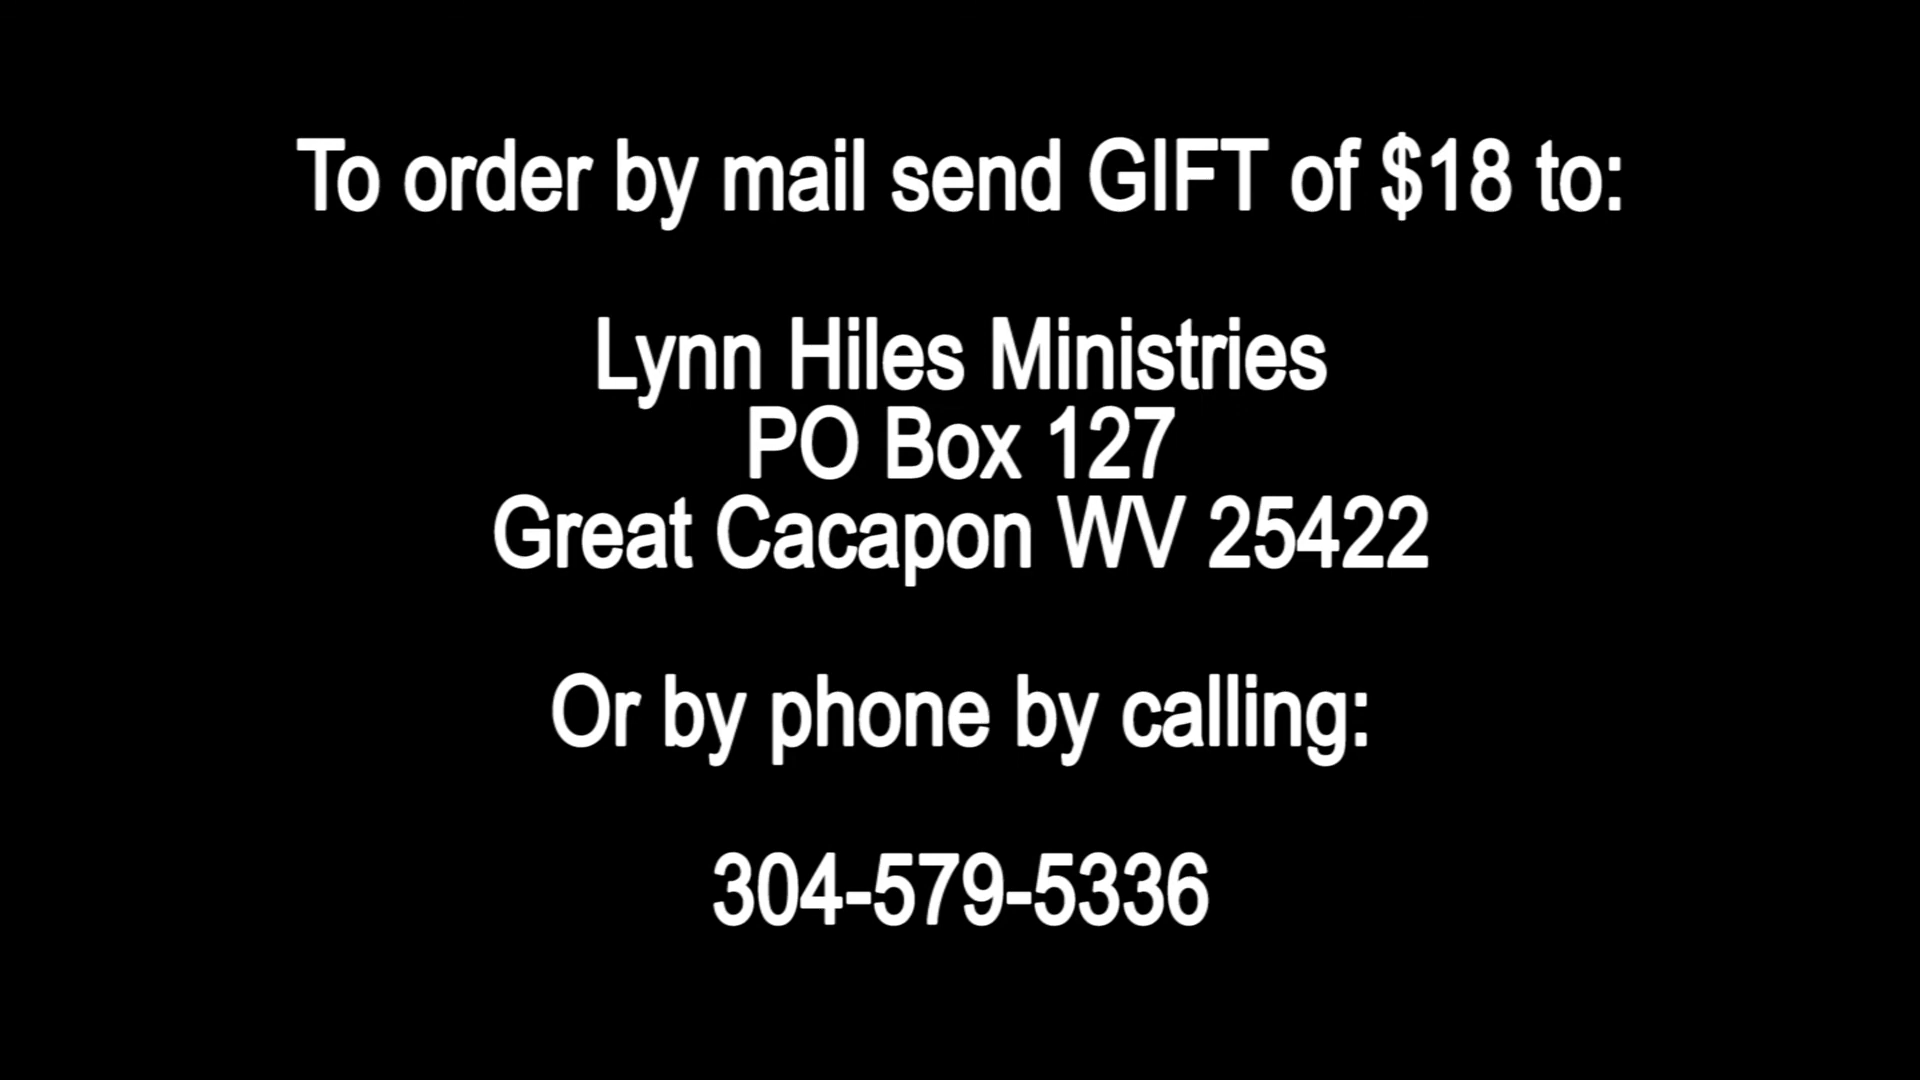 To order by mail send GIFT of $18 to:
Lynn Hiles Ministries
PO Box 127
Great Cacapon WV 25422
Or by phone by calling:
304-579-5336